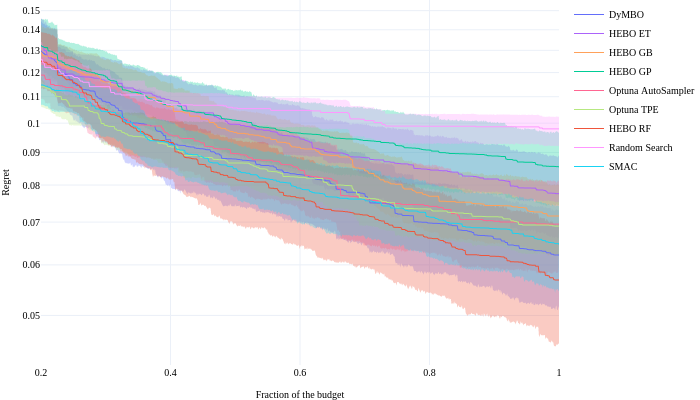 0.15
0.14
0.13
0.12
0.11
0.1
0.09
0.08
0.07
0.06
0.05
Regret
0.2
0.4
0.6
0.8
1
Fraction of the budget
DyMBO
HEBO ET
HEBO GB
HEBO GP
Optuna AutoSampler
Optuna TPE
HEBO RF
Random Search
SMAC